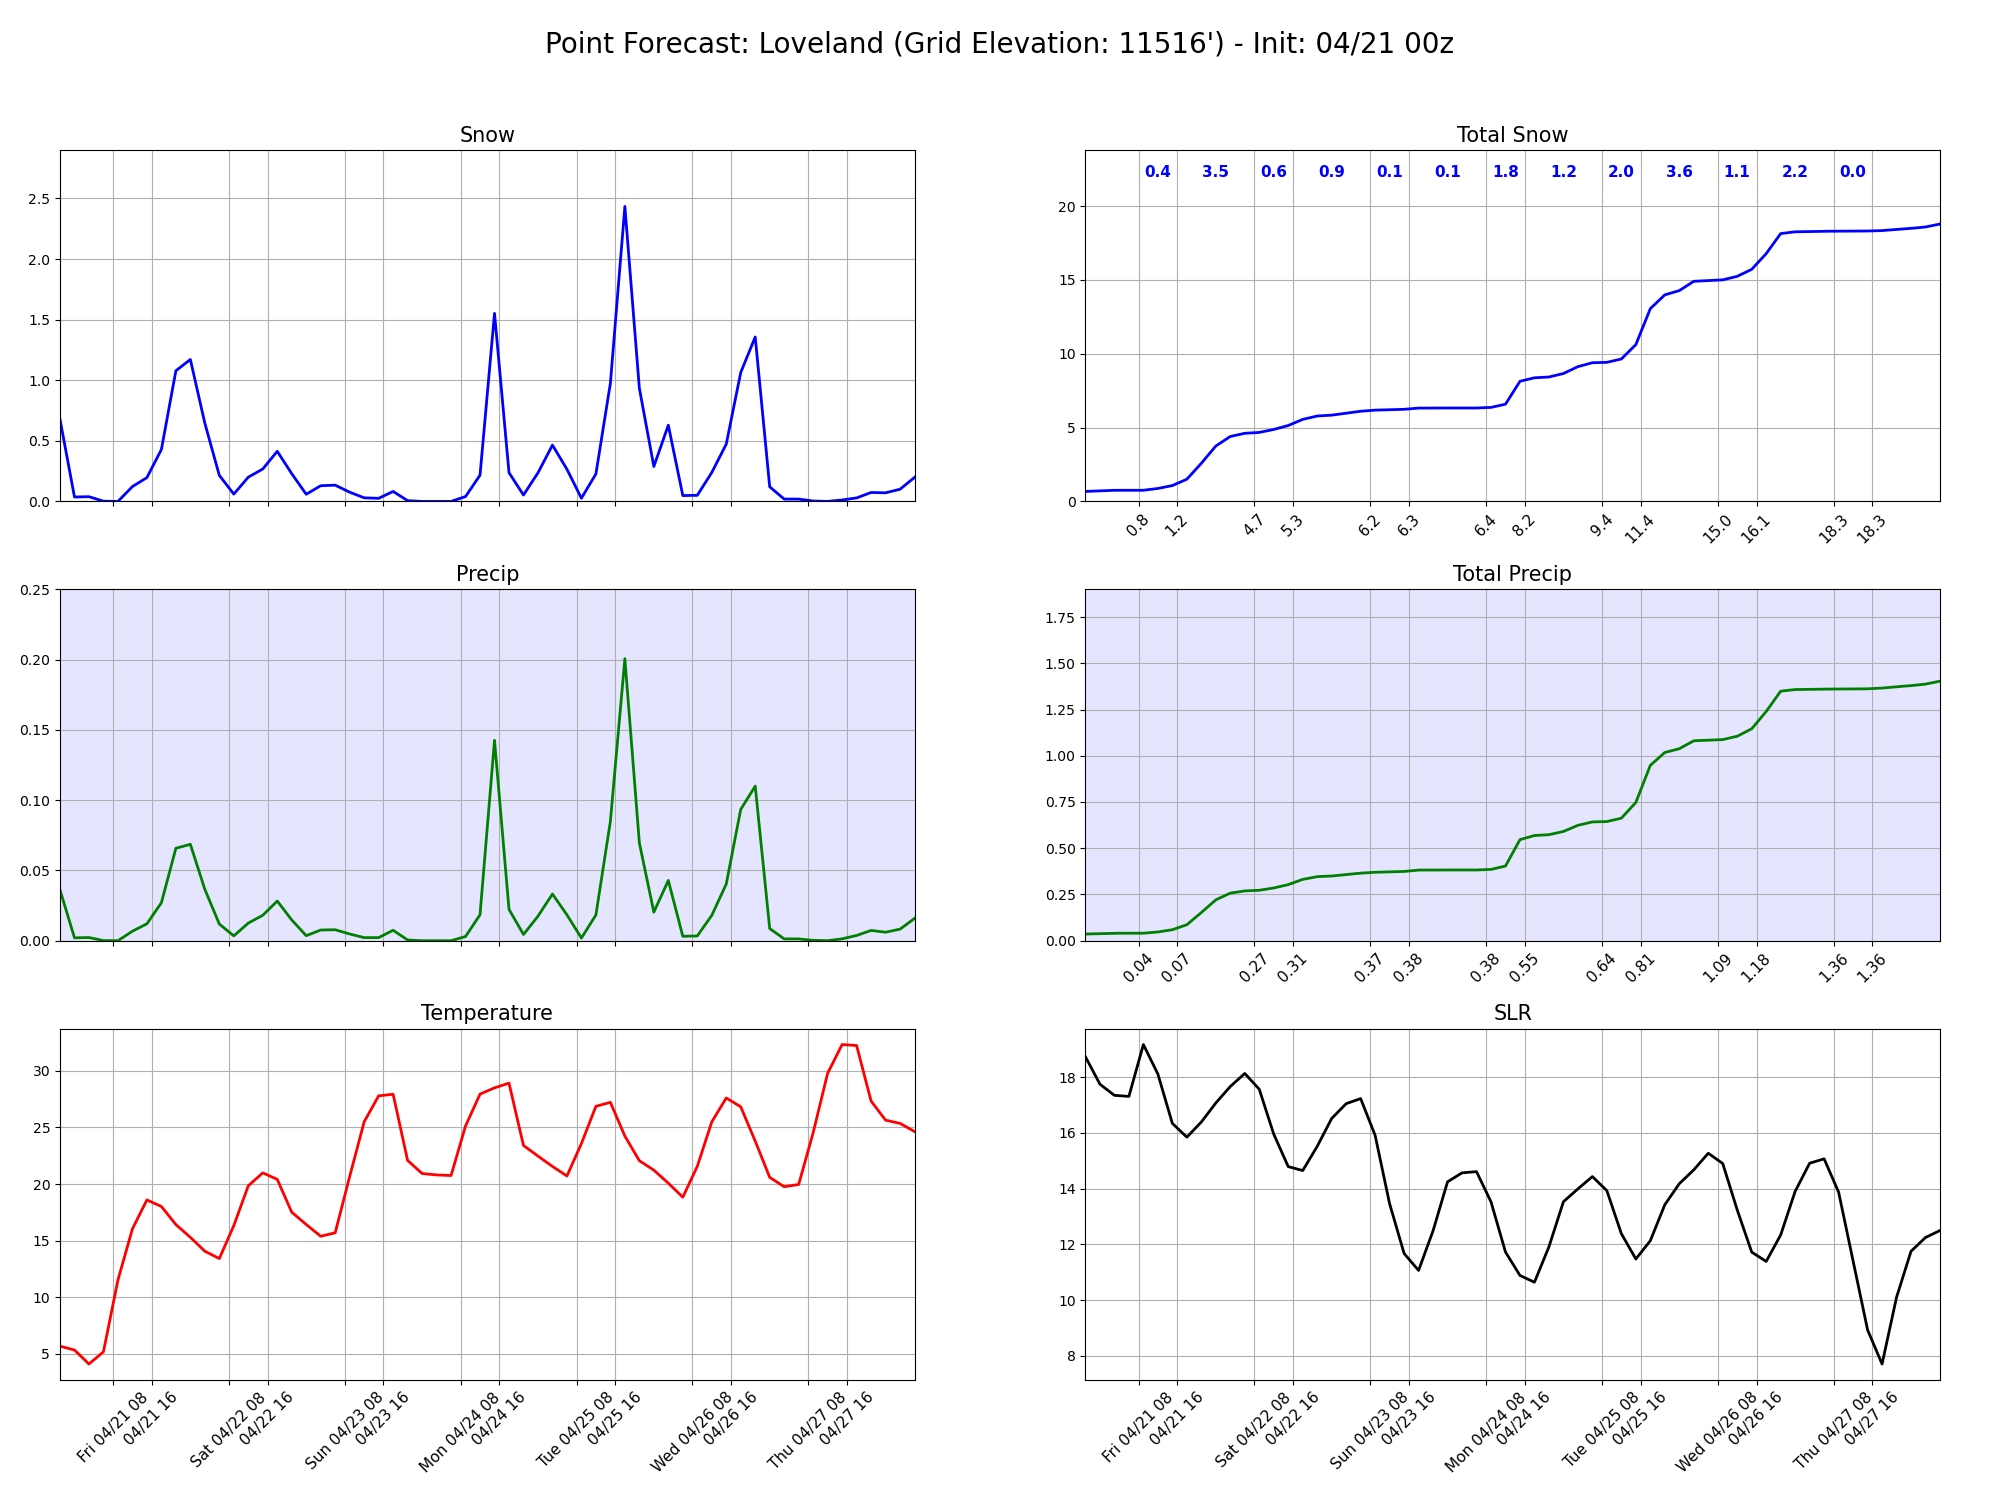 Point Forecast: Loveland (Grid Elevation: 11516') - Init: 04/21 00z
Snow
2.5
2.0
1.5
1.0
0.5
0.0
Total Snow
0.4 3.5 0.6 0.9 0.1 0.1 1.8 1.2 2.0 3.6 1.1 2.2 0.0
20
15
10
5
0
0.8 1.2 4.7 5.3 6.2 6.3 6.4 8.2 9.4 11.4 15.0 16.1 18.3 18.3
Precip
0.25
0.20
0.15
0.10
0.05
0.00
Total Precip
1.75
1.50
1.25
1.00
0.75
0.50
0.25
0.00
0.04 0.07 0.27 0.31 0.37 0.38 0.38 0.55 0.64 0.81 1.09 1.18 1.36 1.36
Temperature
30
25
20
15
10
5
Fri 04/21 08
04/21 16
Sat 04/22 08
04/22 16
Sun 04/23 08
04/23 16
Mon 04/24 08
04/24 16
Tue 04/25 08
04/25 16
Wed 04/26 08
04/26 16
Thu 04/27 08
04/27 16
SLR
18
16
14
12
10
8
Fri 04/21 08
04/21 16
Sat 04/22 08
04/22 16
Sun 04/23 08
04/23 16
Mon 04/24 08
04/24 16
Tue 04/25 08
04/25 16
Wed 04/26 08
04/26 16
Thu 04/27 08
04/27 16